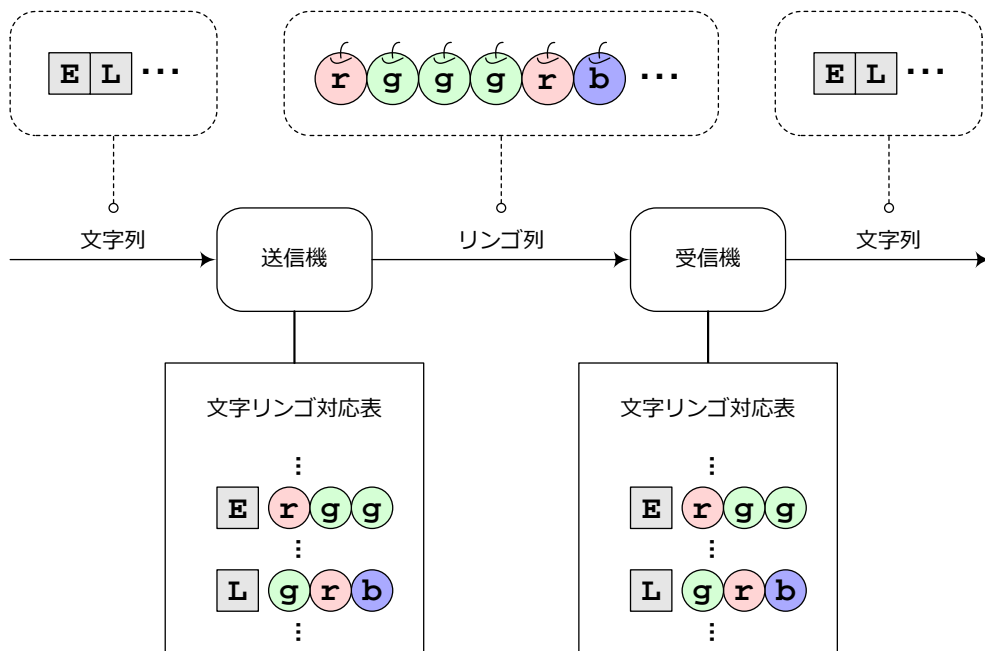 E L ...
r g g g r b ...
E L ...
文字列
リンゴ列
文字列
送信機
受信機
文字リンゴ対応表
⋮
E r g g
⋮
L g r b
⋮
文字リンゴ対応表
⋮
E r g g
⋮
L g r b
⋮